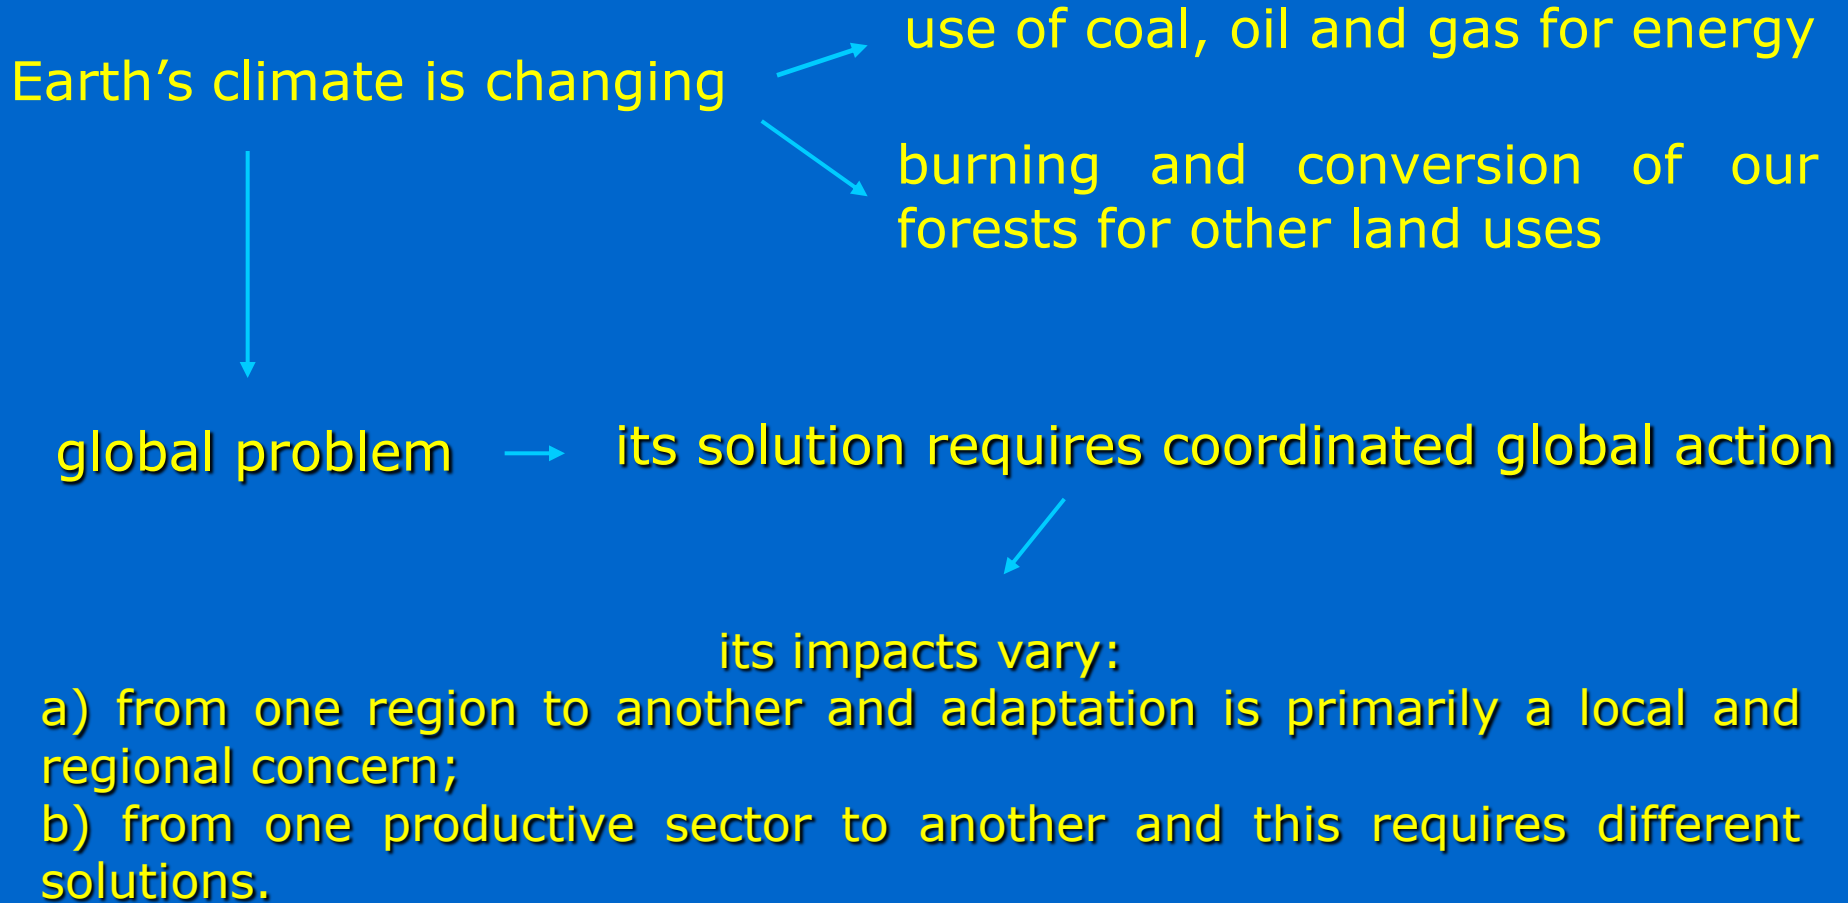 use of coal, oil and gas for energy
Earth’s climate is changing
burning and conversion of our
forests for other land uses
global problem
its solution requires coordinated global action
its impacts vary:
a) from one region to another and adaptation is primarily a local and
regional concern;
b) from one productive sector to another and this requires different
solutions.